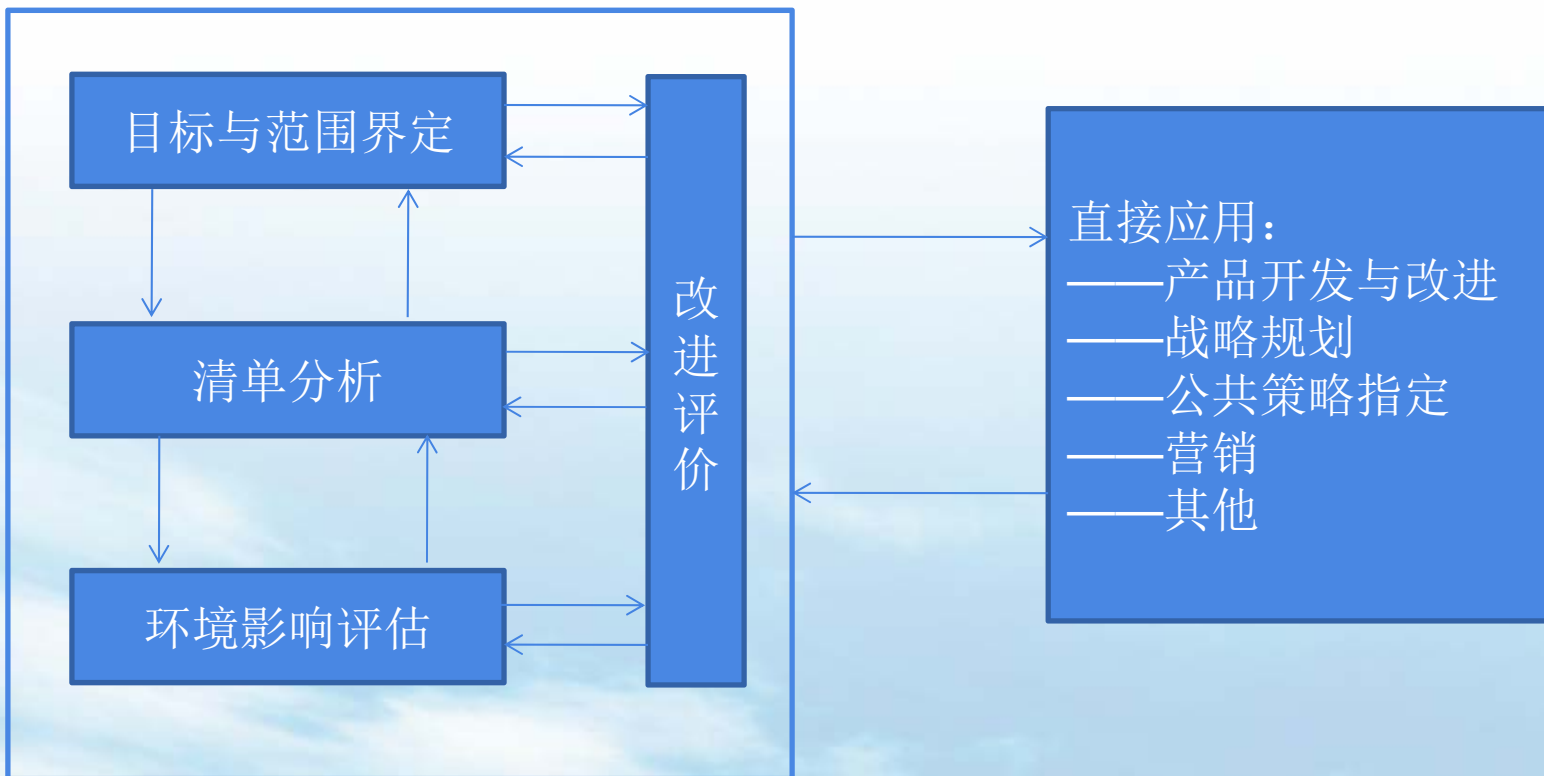 目标与范围界定
清单分析
环境影响评估
改
进
评
价
直接应用：
——产品开发与改进
——战略规划
——公共策略指定
——营销
——其他